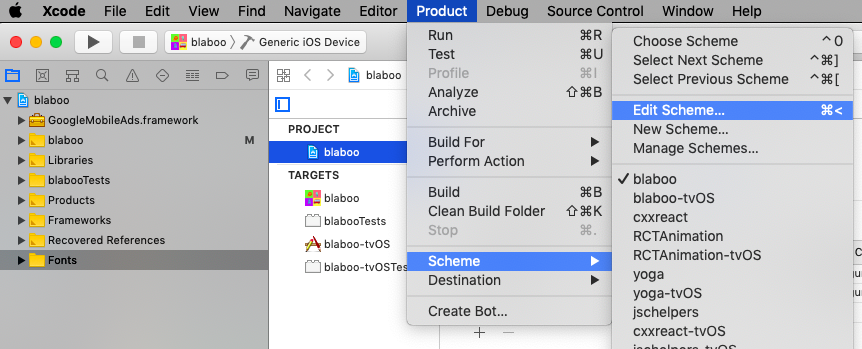 Xcode File Edit View Find Navigate Editor Product Debug Source Control Window Help
blaboo Generic iOS Device
blaboo
blaboo
GoogleMobileAds.framework
blaboo M
Libraries
blabooTests
Products
Frameworks
Recovered References
Fonts
PROJECT
blaboo
TARGETS
blaboo
blabooTests
blaboo-tvOS
blaboo-tvOSTes
Run ⌘R
Test ⌘U
Profile ⌘I
Analyze ⇧⌘B
Archive
Build For
Perform Action
Build ⌘B
Clean Build Folder ⇧⌘K
Stop ⌘.
Scheme
Destination
Create Bot...
Choose Scheme ^0
Select Next Scheme ^⌘]
Select Previous Scheme ^⌘[
Edit Scheme... ⌘<
New Scheme...
Manage Schemes...
✓ blaboo
blaboo-tvOS
cxxreact
RCTAnimation
RCTAnimation-tvOS
yoga
yoga-tvOS
jschelpers
cxxreact-tvOS
jschelpers-tvOS